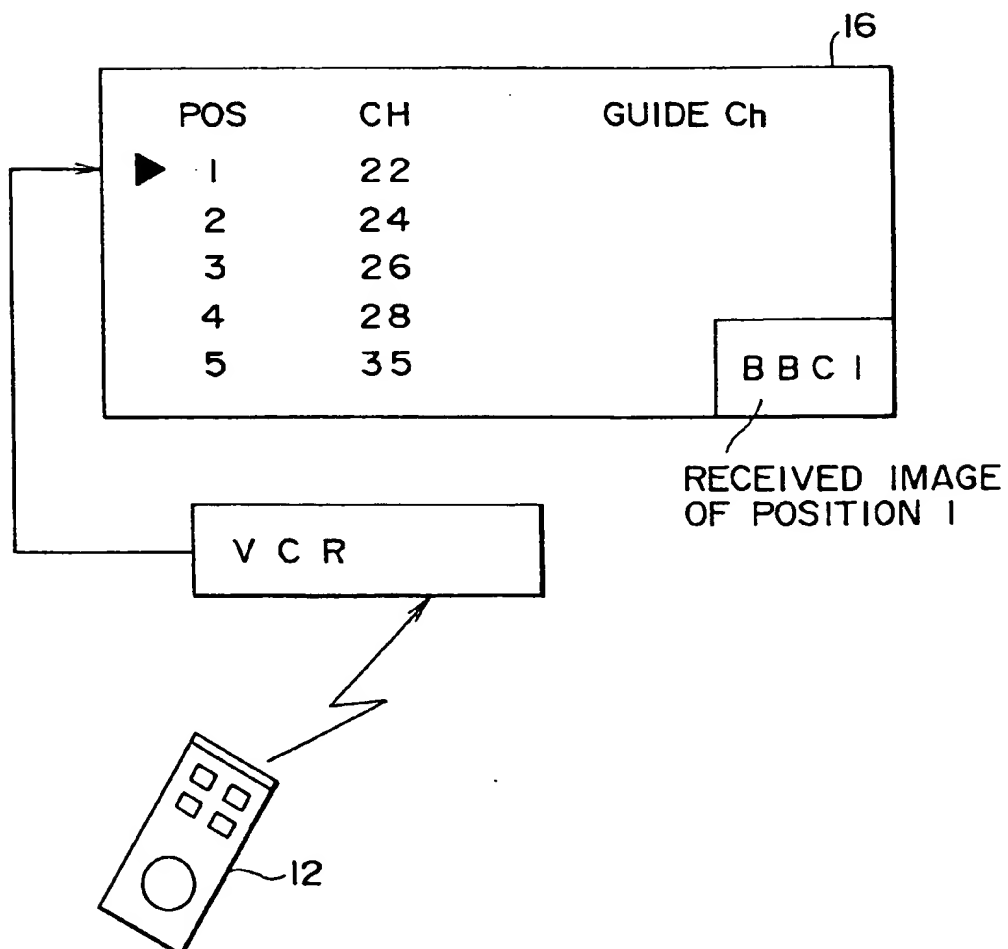 16
POS CH GUIDE Ch
1 22
2 24
3 26
4 28
5 35
BBC1
RECEIVED IMAGE
OF POSITION 1
VCR
12